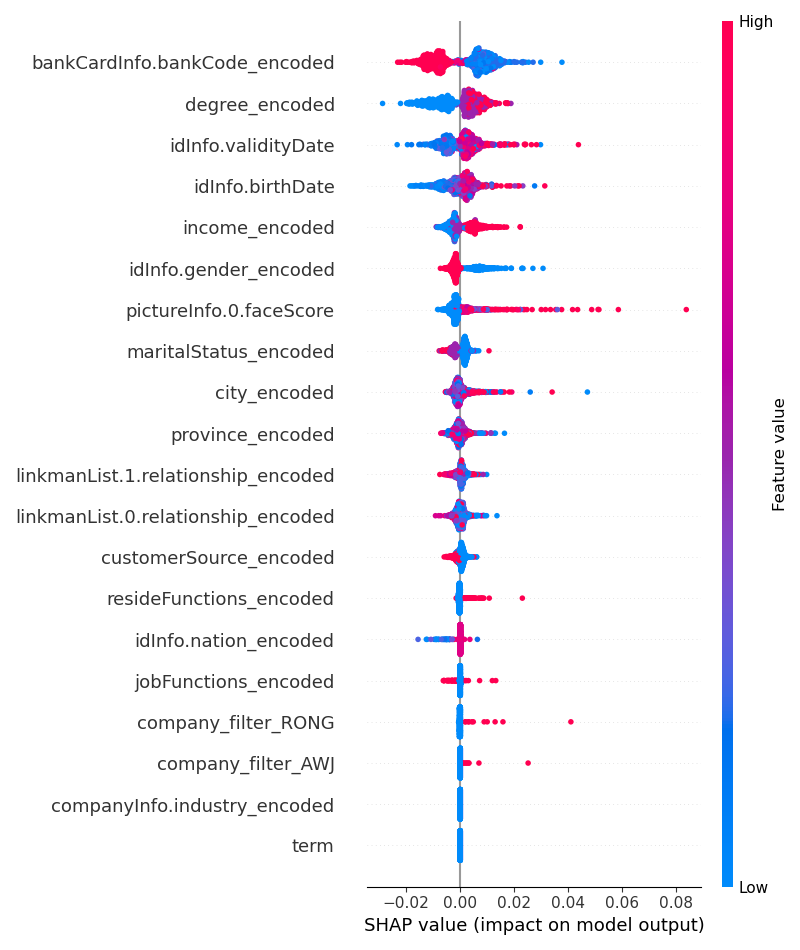 High
bankCardInfo.bankCode_encoded
degree_encoded
idInfo.validityDate
idInfo.birthDate
income_encoded
idInfo.gender_encoded
pictureInfo.0.faceScore
maritalStatus_encoded
city_encoded
province_encoded
linkmanList.1.relationship_encoded
linkmanList.0.relationship_encoded
customerSource_encoded
resideFunctions_encoded
idInfo.nation_encoded
jobFunctions_encoded
company_filter_RONG
company_filter_AWJ
companyInfo.industry_encoded
term
Feature value
Low
−0.02 0.00 0.02 0.04 0.06 0.08
SHAP value (impact on model output)